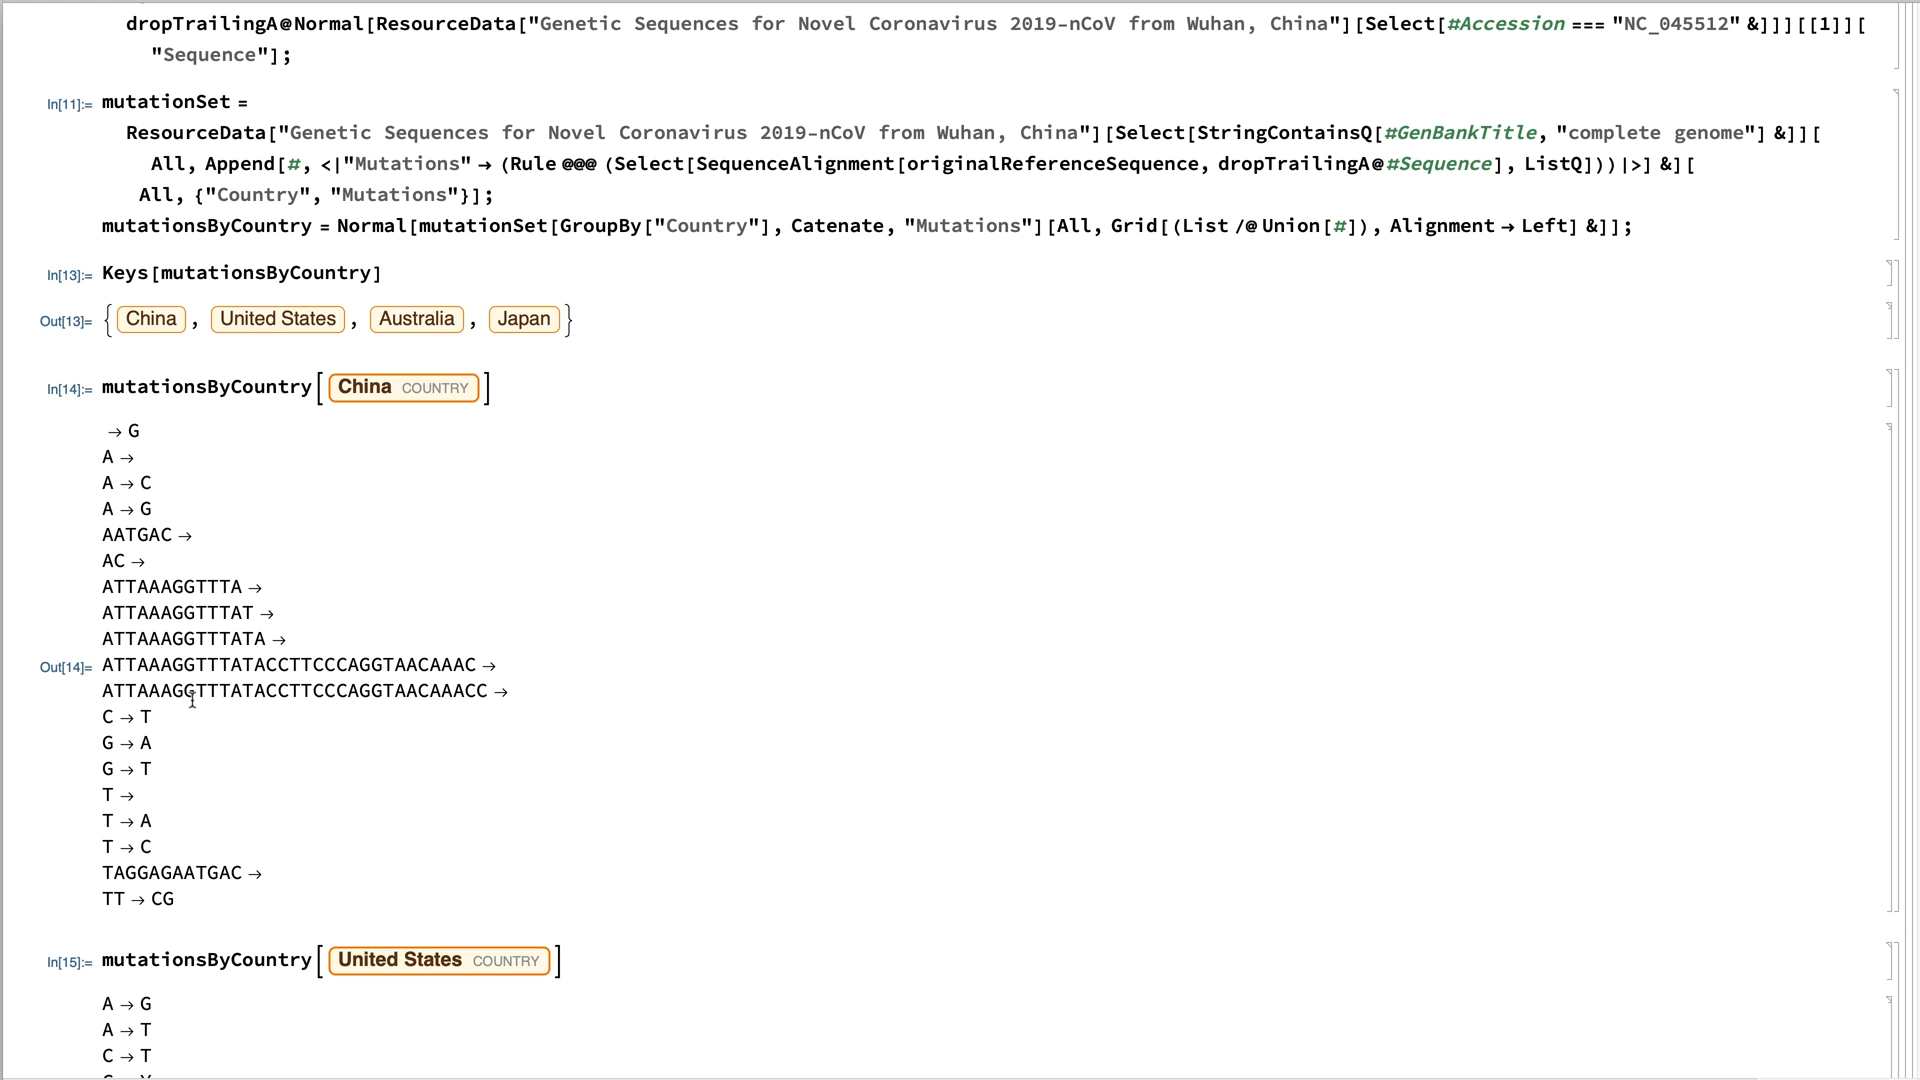 dropTrailingA@Normal[ResourceData["Genetic Sequences for Novel Coronavirus 2019-nCoV from Wuhan, China"][Select[#Accession === "NC_045512" &]]][[1]][
"Sequence"];
In[11]:= mutationSet =
ResourceData["Genetic Sequences for Novel Coronavirus 2019-nCoV from Wuhan, China"][Select[StringContainsQ[#GenBankTitle, "complete genome"] &]][
All, Append[#, <|"Mutations" → (Rule @@@ (Select[SequenceAlignment[originalReferenceSequence, dropTrailingA@#Sequence], ListQ]))|>] &][
All, {"Country", "Mutations"}];
mutationsByCountry = Normal[mutationSet[GroupBy["Country"], Catenate, "Mutations"][All, Grid[(List /@ Union[#]), Alignment → Left] &]];
In[13]:= Keys[mutationsByCountry]
Out[13]= {China, United States, Australia, Japan}
In[14]:= mutationsByCountry[China COUNTRY]
→ G
A →
A → C
A → G
AATGAC →
AC →
ATTAAAGGTTTA →
ATTAAAGGTTTAT →
ATTAAAGGTTTATA →
Out[14]= ATTAAAGGTTTATACCTTCCCAGGTAACAAAC →
ATTAAAGGTTTATACCTTCCCAGGTAACAAACC →
C → T
G → A
G → T
T →
T → A
T → C
TAGGAGAATGAC →
TT → CG
In[15]:= mutationsByCountry[United States COUNTRY]
A → G
A → T
C → T